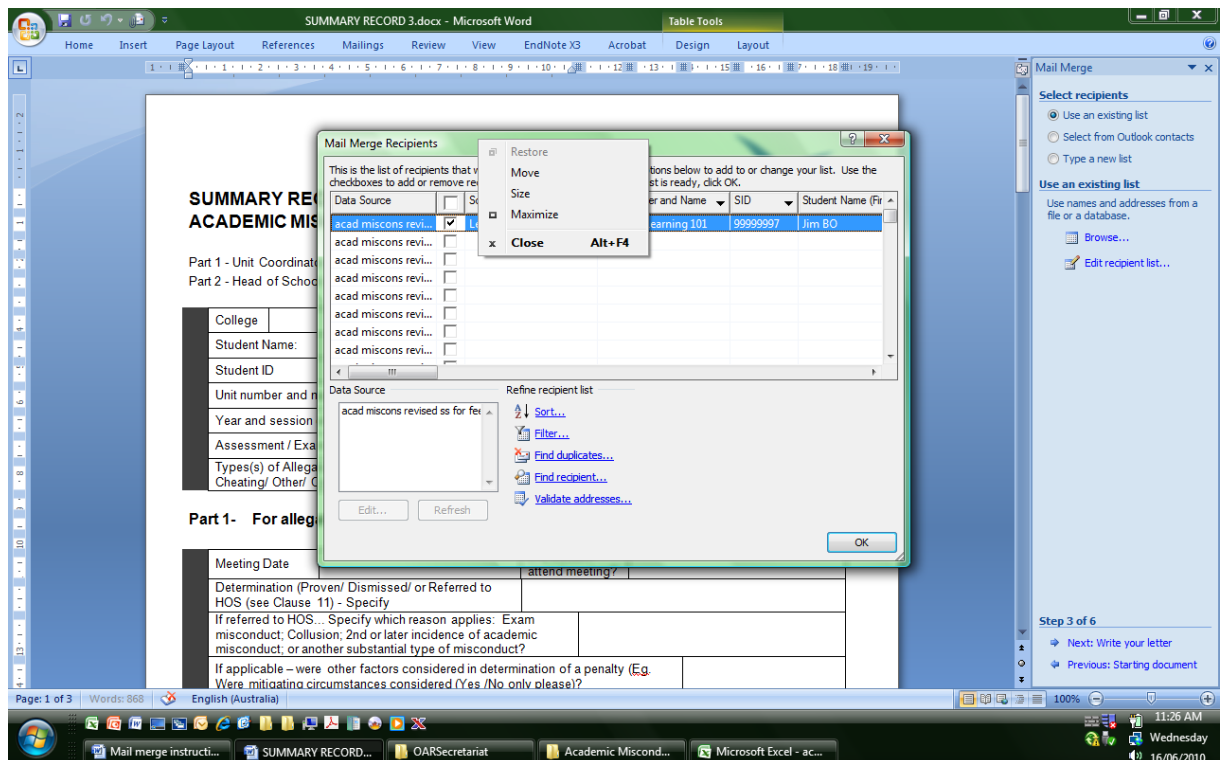 SUMMARY RECORD 3.docx - Microsoft Word
Table Tools
Home Insert Page Layout References Mailings Review View EndNote X3 Acrobat Design Layout
Mail Merge
Select recipients
Use an existing list
Select from Outlook contacts
Type a new list
Use an existing list
Use names and addresses from a
file or a database.
Browse...
Edit recipient list...
Step 3 of 6
Next: Write your letter
Previous: Starting document
SUMMARY RE
ACADEMIC MIS
Part 1 - Unit Coordinat
Part 2 - Head of Schoo
College
Student Name:
Student ID
Unit number and n
Year and session
Assessment / Exa
Types(s) of Allega
Cheating/ Other/
Part 1- For allega
Meeting Date
attend meeting?
Determination (Proven/ Dismissed/ or Referred to
HOS (see Clause 11) - Specify
If referred to HOS... Specify which reason applies: Exam
misconduct; Collusion; 2nd or later incidence of academic
misconduct; or another substantial type of misconduct?
If applicable – were other factors considered in determination of a penalty (Eg.
Were mitigating circumstances considered (Yes /No only please)?
Mail Merge Recipients
This is the list of recipients that w
tions below to add to or change your list. Use the
checkboxes to add or remove re
st is ready, click OK.
Data Source Sc er and Name SID Student Name (Fir
acad miscons revi... Le earning 101 99999997 Jim BO
acad miscons revi...
acad miscons revi...
acad miscons revi...
acad miscons revi...
acad miscons revi...
acad miscons revi...
acad miscons revi...
Restore
Move
Size
Maximize
Close Alt+F4
Data Source
acad miscons revised ss for fee
Edit... Refresh
Refine recipient list
Sort...
Filter...
Find duplicates...
Find recipient...
Validate addresses...
OK
Page: 1 of 3 Words: 868 English (Australia) 100%
Mail merge instructi... SUMMARY RECORD... OARSecretariat Academic Miscond... Microsoft Excel - ac...
11:26 AM
Wednesday
16/06/2010